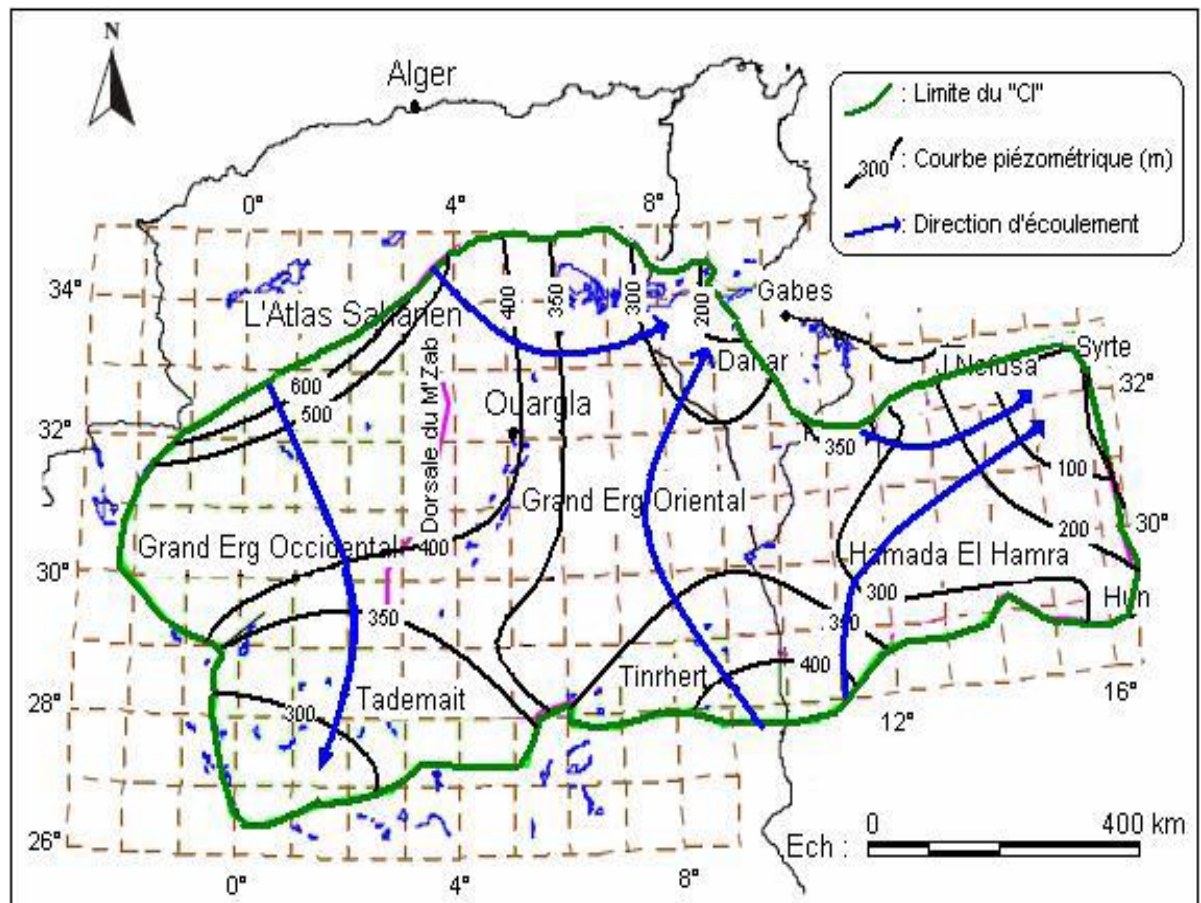 N
Alger
: Limite du "CI"
300 : Courbe piézométrique (m)
: Direction d'écoulement
0° 4° 8°
34°
L'Atlas Saharien
400 350 300 200
Gabes
Dahar
J.Nefusa
Syrte
32°
600
500
Dorsale du M'Zab
Ouargla
32°
350
100
Grand Erg Oriental
200
30°
Grand Erg Occidental
400
Hamada El Hamra
30°
300
Hun
350
350
Tinrhert
400
28°
Tademait
16°
12°
300
26°
Ech :
0 400 km
0° 4° 8°